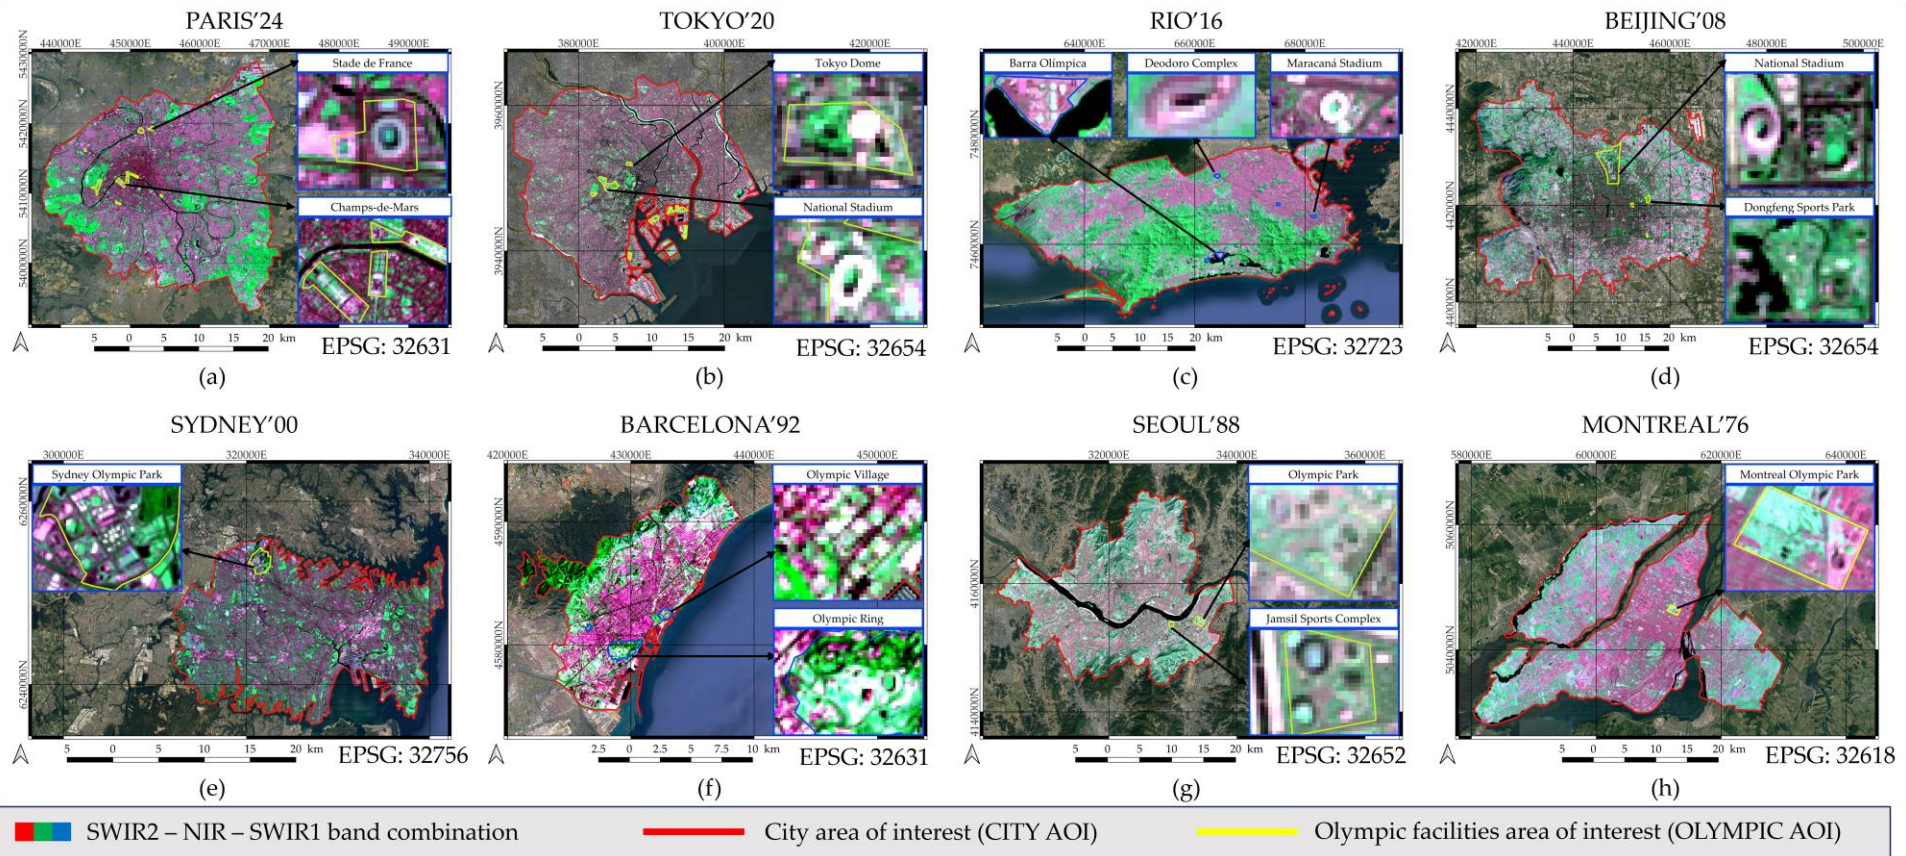 PARIS’24
TOKYO’20
RIO’16
BEIJING’08
440000E 450000E 460000E 470000E 480000E 490000E
380000E 400000E 420000E
640000E 660000E 680000E
420000E 440000E 460000E 480000E 500000E
5430000N
5420000N
5410000N
5400000N
Stade de France
Champs-de-Mars
3960000N
3940000N
Tokyo Dome
National Stadium
7480000N
7460000N
Barra Olímpica
Deodoro Complex
Maracaná Stadium
4440000N
4420000N
4400000N
National Stadium
Dongfeng Sports Park
5 0 5 10 15 20 km
EPSG: 32631
5 0 5 10 15 20 km
EPSG: 32654
5 0 5 10 15 20 km
EPSG: 32723
5 0 5 10 15 20 km
EPSG: 32654
(a)
(b)
(c)
(d)
SYDNEY’00
BARCELONA’92
SEOUL’88
MONTREAL’76
300000E 320000E 340000E
420000E 430000E 440000E 450000E
320000E 340000E 360000E
580000E 600000E 620000E 640000E
6260000N
6240000N
Sydney Olympic Park
4590000N
4580000N
Olympic Village
Olympic Ring
4160000N
4140000N
Olympic Park
Jamsil Sports Complex
5060000N
5040000N
Montreal Olympic Park
5 0 5 10 15 20 km
EPSG: 32756
2.5 0 2.5 5 7.5 10 km
EPSG: 32631
5 0 5 10 15 20 km
EPSG: 32652
5 0 5 10 15 20 km
EPSG: 32618
(e)
(f)
(g)
(h)
SWIR2 – NIR – SWIR1 band combination
City area of interest (CITY AOI)
Olympic facilities area of interest (OLYMPIC AOI)